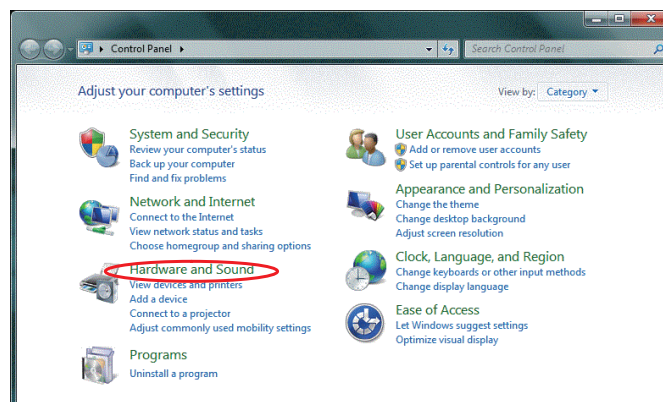 Control Panel
Search Control Panel
Adjust your computer's settings
View by: Category
System and Security
Review your computer's status
Back up your computer
Find and fix problems
Network and Internet
Connect to the Internet
View network status and tasks
Choose homegroup and sharing options
Hardware and Sound
View devices and printers
Add a device
Connect to a projector
Adjust commonly used mobility settings
Programs
Uninstall a program
User Accounts and Family Safety
Add or remove user accounts
Set up parental controls for any user
Appearance and Personalization
Change the theme
Change desktop background
Adjust screen resolution
Clock, Language, and Region
Change keyboards or other input methods
Change display language
Ease of Access
Let Windows suggest settings
Optimize visual display